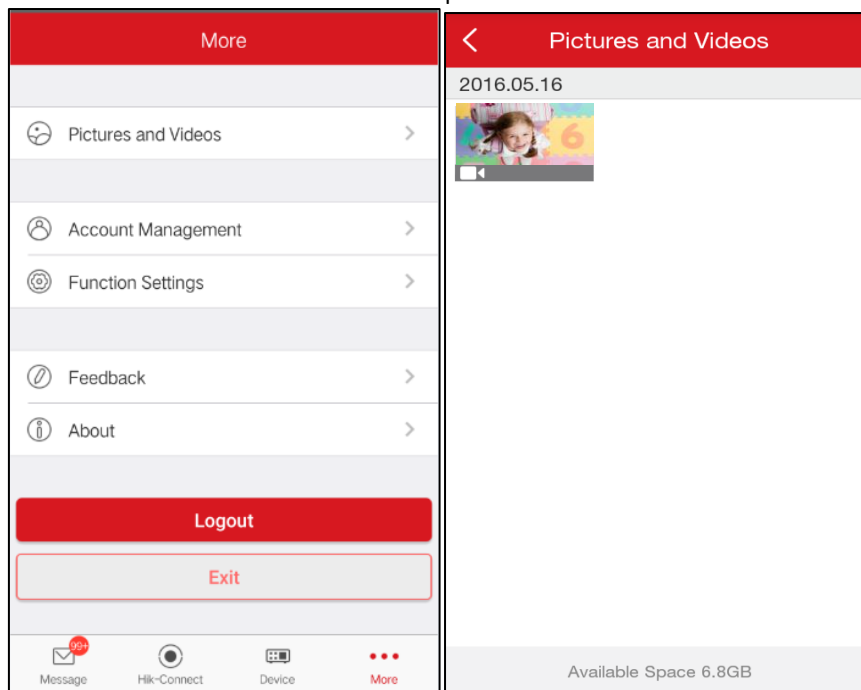 More
Pictures and Videos
Account Management
Function Settings
Feedback
About
Logout
Exit
99+
Message
Hik-Connect
Device
More
Pictures and Videos
2016.05.16
6
Available Space 6.8GB